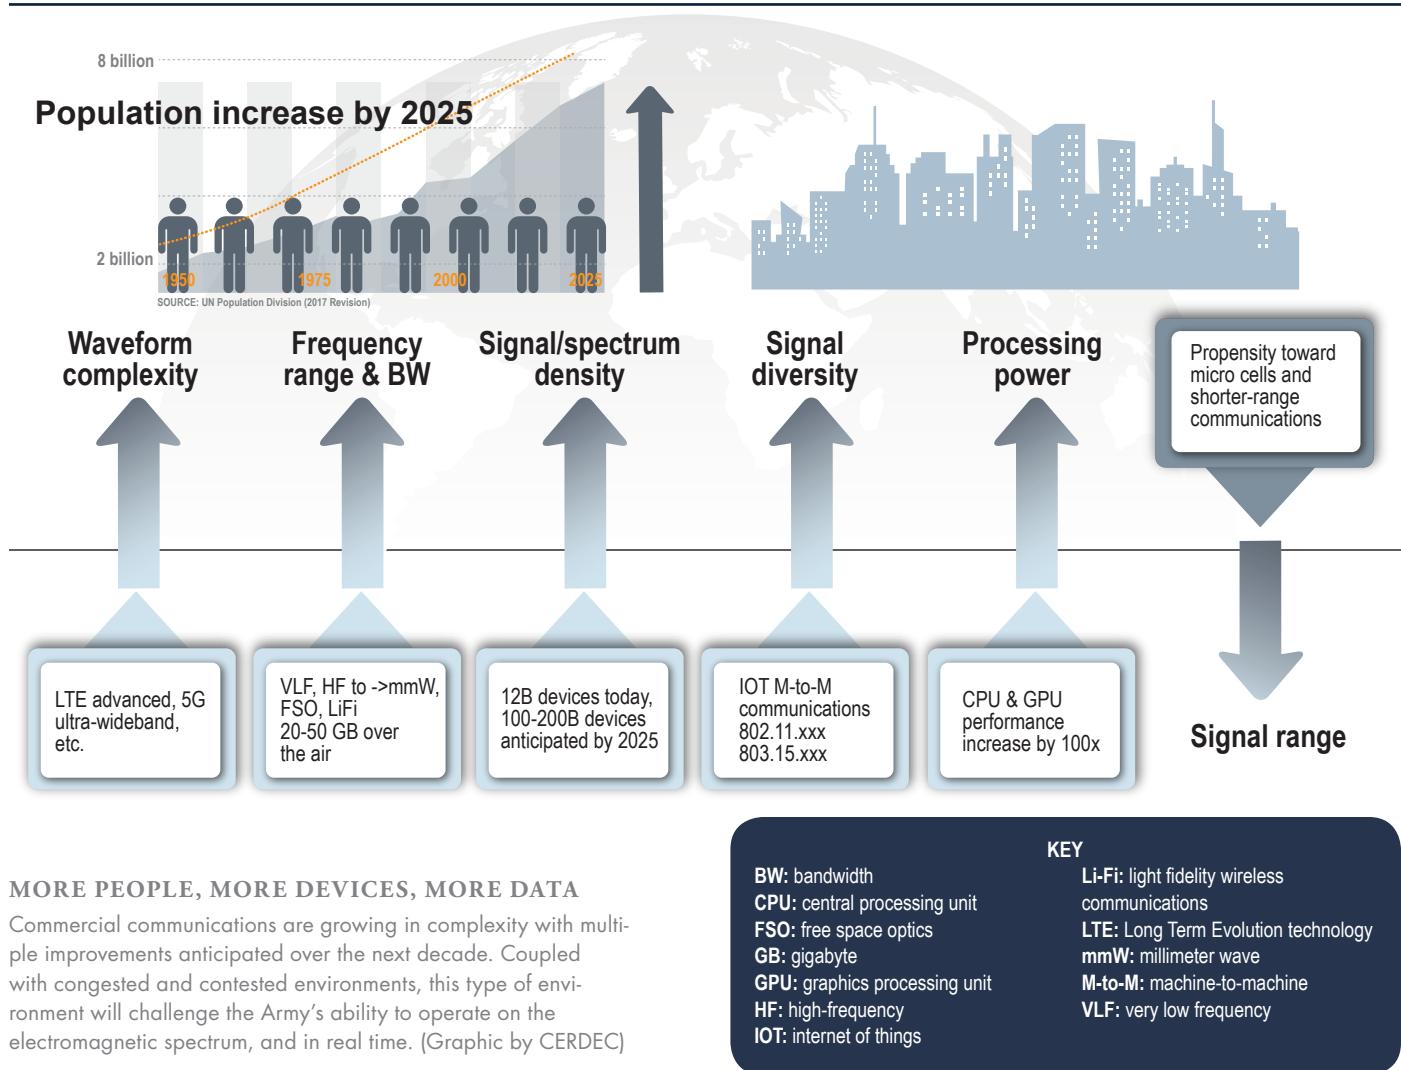 8 billion
Population increase by 2025
2 billion
1950
1975
2000
2025
SOURCE: UN Population Division (2017 Revision)
Waveform
complexity
Frequency
range & BW
Signal/spectrum
density
Signal
diversity
Processing
power
Propensity toward
micro cells and
shorter-range
communications
LTE advanced, 5G
ultra-wideband,
etc.
VLF, HF to ->mmW,
FSO, LiFi
20-50 GB over
the air
12B devices today,
100-200B devices
anticipated by 2025
IOT M-to-M
communications
802.11.xxx
803.15.xxx
CPU & GPU
performance
increase by 100x
Signal range
MORE PEOPLE, MORE DEVICES, MORE DATA
Commercial communications are growing in complexity with multi-
ple improvements anticipated over the next decade. Coupled
with congested and contested environments, this type of envi-
ronment will challenge the Army’s ability to operate on the
electromagnetic spectrum, and in real time. (Graphic by CERDEC)
KEY
BW: bandwidth
CPU: central processing unit
FSO: free space optics
GB: gigabyte
GPU: graphics processing unit
HF: high-frequency
IOT: internet of things
Li-Fi: light fidelity wireless
communications
LTE: Long Term Evolution technology
mmW: millimeter wave
M-to-M: machine-to-machine
VLF: very low frequency